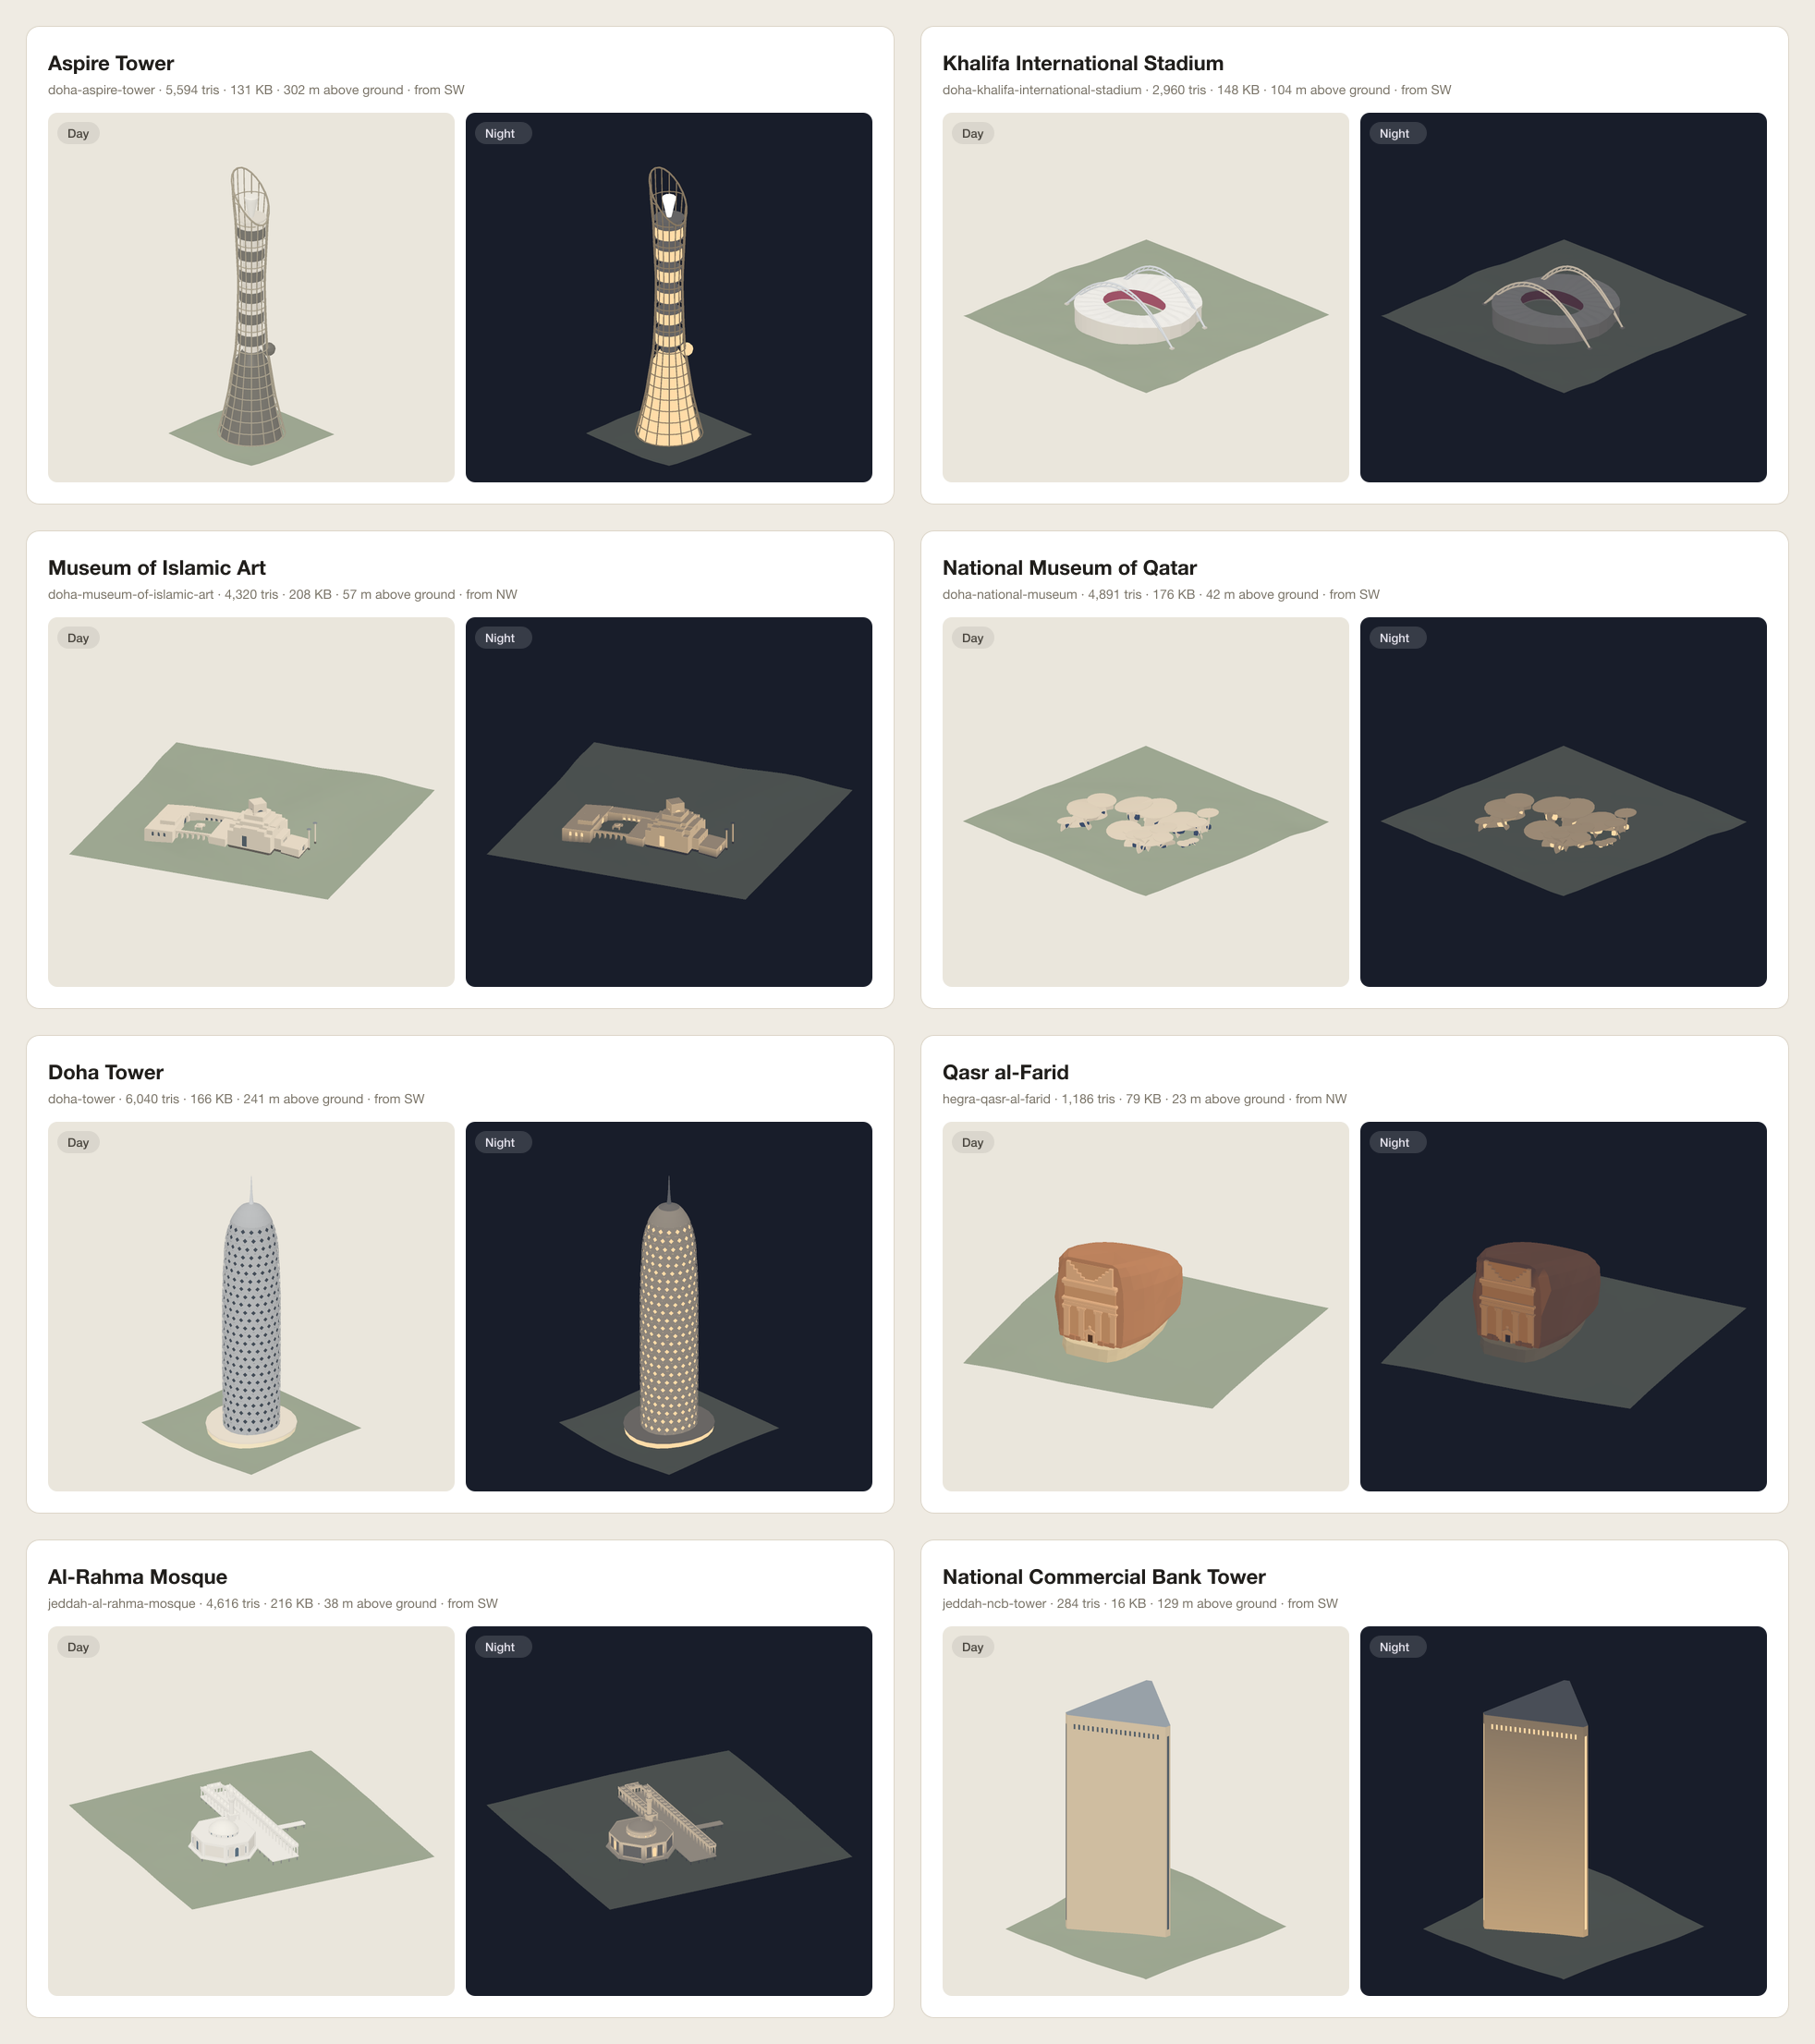 Aspire Tower
doha-aspire-tower · 5,594 tris · 131 KB · 302 m above ground · from SW
Day
Night
Khalifa International Stadium
doha-khalifa-international-stadium · 2,960 tris · 148 KB · 104 m above ground · from SW
Day
Night
Museum of Islamic Art
doha-museum-of-islamic-art · 4,320 tris · 208 KB · 57 m above ground · from NW
Day
Night
National Museum of Qatar
doha-national-museum · 4,891 tris · 176 KB · 42 m above ground · from SW
Day
Night
Doha Tower
doha-tower · 6,040 tris · 166 KB · 241 m above ground · from SW
Day
Night
Qasr al-Farid
hegra-qasr-al-farid · 1,186 tris · 79 KB · 23 m above ground · from NW
Day
Night
Al-Rahma Mosque
jeddah-al-rahma-mosque · 4,616 tris · 216 KB · 38 m above ground · from SW
Day
Night
National Commercial Bank Tower
jeddah-ncb-tower · 284 tris · 16 KB · 129 m above ground · from SW
Day
Night